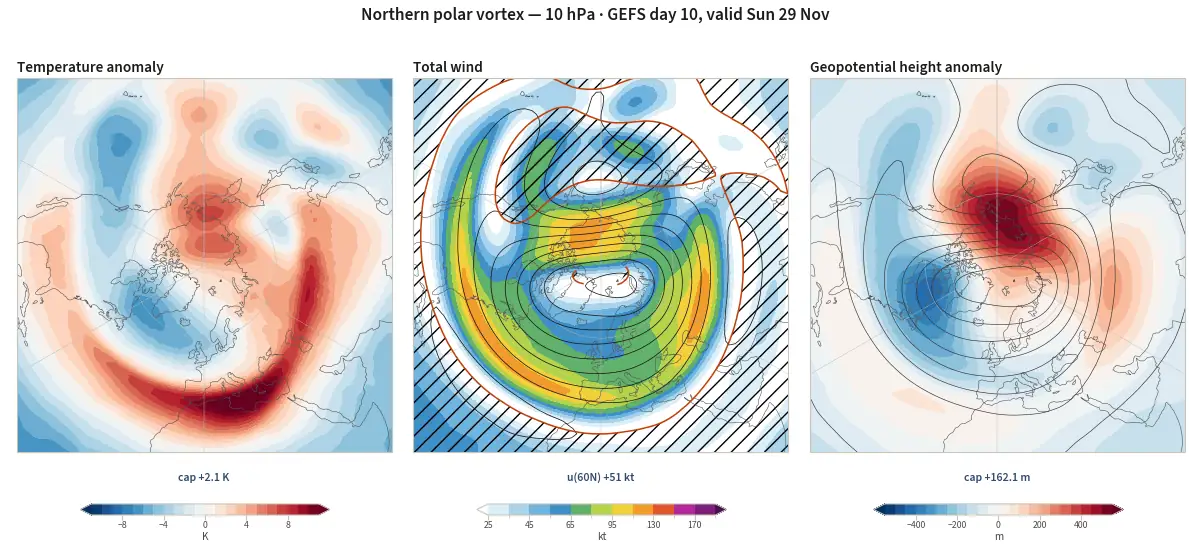 Northern polar vortex — 10 hPa · GEFS day 10, valid Sun 29 Nov
Temperature anomaly
Total wind
Geopotential height anomaly
cap +2.1 K
u(60N) +51 kt
cap +162.1 m
−8 −4 0 4 8
K
25 45 65 95 130 170
kt
−400 −200 0 200 400
m